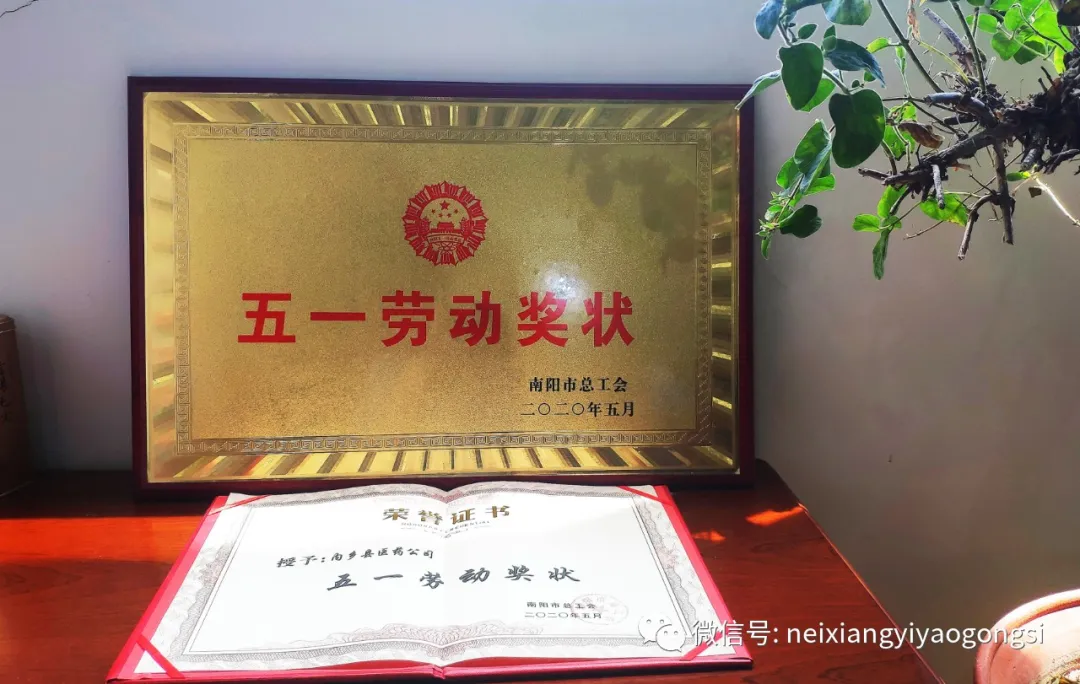 五一劳动奖状
南阳市总工会
二〇二〇年五月
荣誉证书
授予：内乡县医药公司
五一劳动奖状
南阳市总工会
二〇二〇年五月
微信号: neixiangyiyaogongsi